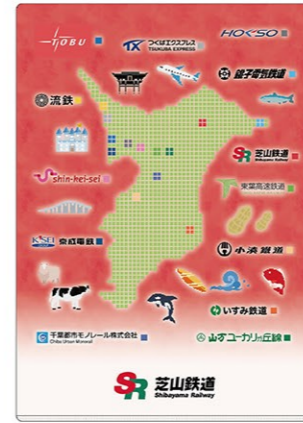 TOBU
TX つくばエクスプレス
TSUKUBA EXPRESS
HOKSO
流鉄
銚子電気鉄道
SR 芝山鉄道
Shibayama Railway
shin-kei-sei
東葉高速鉄道
KSEI 京成電鉄
小湊鐵道
いすみ鉄道
千葉都市モノレール株式会社
Chiba Urban Monorail
山万ユーカリが丘線
SR 芝山鉄道
Shibayama Railway